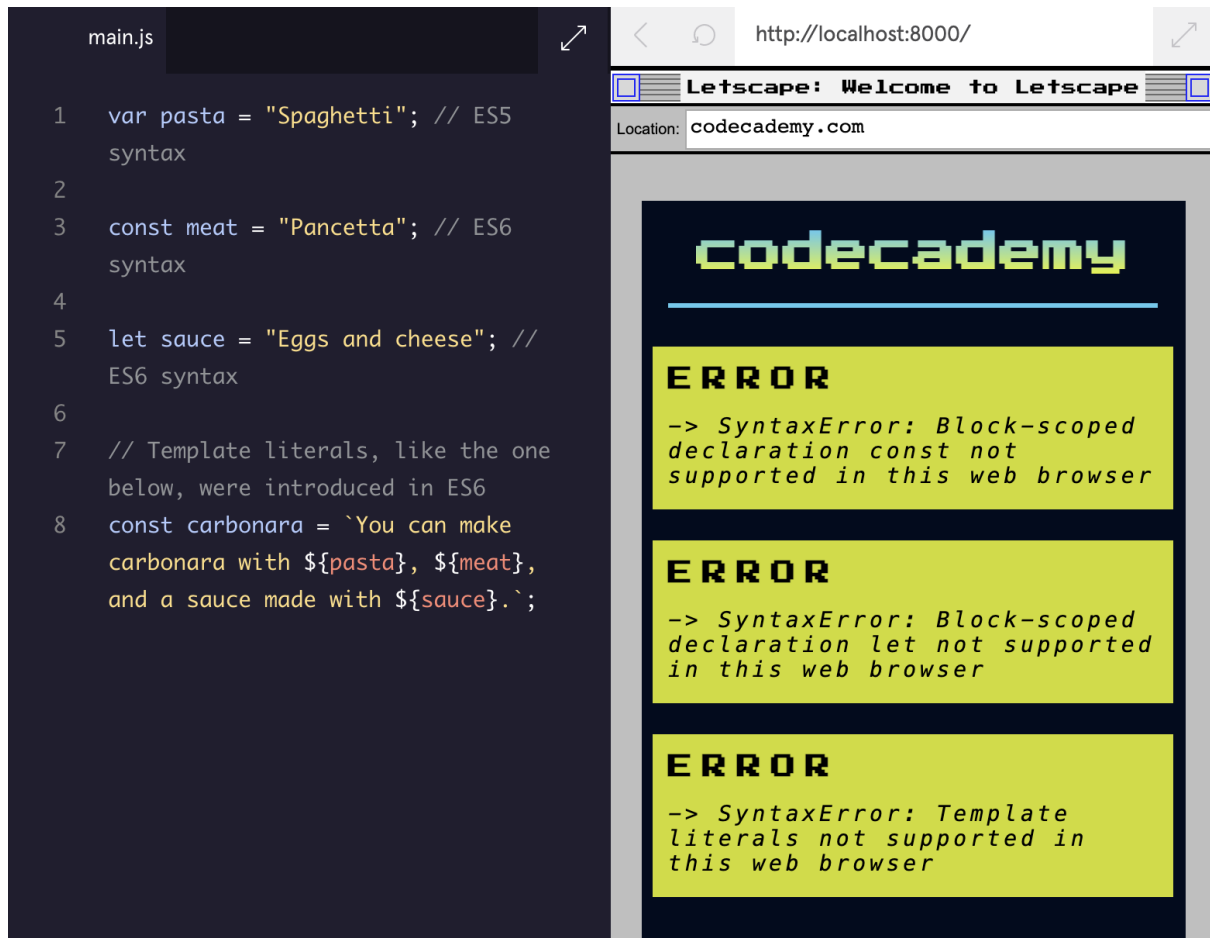 main.js
1 var pasta = "Spaghetti"; // ES5
syntax
2
3 const meat = "Pancetta"; // ES6
syntax
4
5 let sauce = "Eggs and cheese"; //
ES6 syntax
6
7 // Template literals, like the one
below, were introduced in ES6
8 const carbonara = `You can make
carbonara with ${pasta}, ${meat},
and a sauce made with ${sauce}.`;
http://localhost:8000/
Letscape: Welcome to Letscape
Location: codecademy.com
codecademy
ERROR
-> SyntaxError: Block-scoped
declaration const not
supported in this web browser
ERROR
-> SyntaxError: Block-scoped
declaration let not supported
in this web browser
ERROR
-> SyntaxError: Template
literals not supported in
this web browser